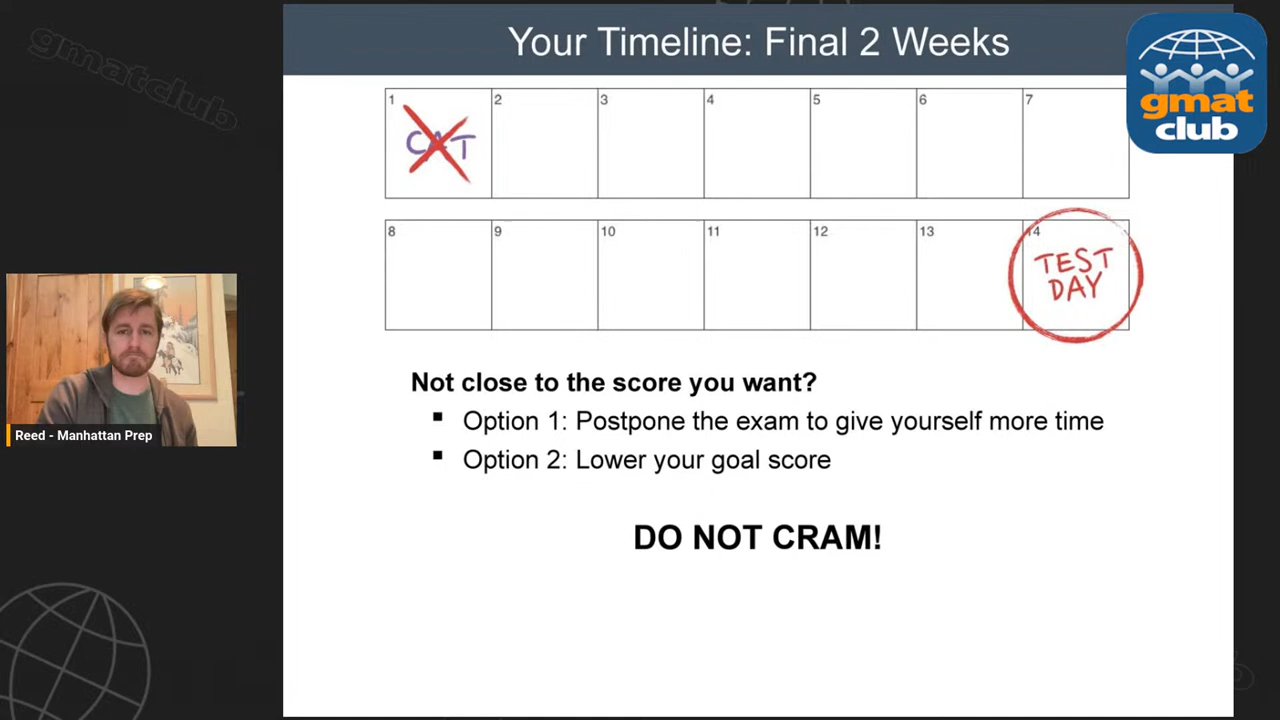 gmatclub
Your Timeline: Final 2 Weeks
gmat
club
1
CAT
2
3
4
5
6
7
8
9
10
11
12
13
14
TEST
DAY
Reed - Manhattan Prep
Not close to the score you want?
▪ Option 1: Postpone the exam to give yourself more time
▪ Option 2: Lower your goal score
DO NOT CRAM!